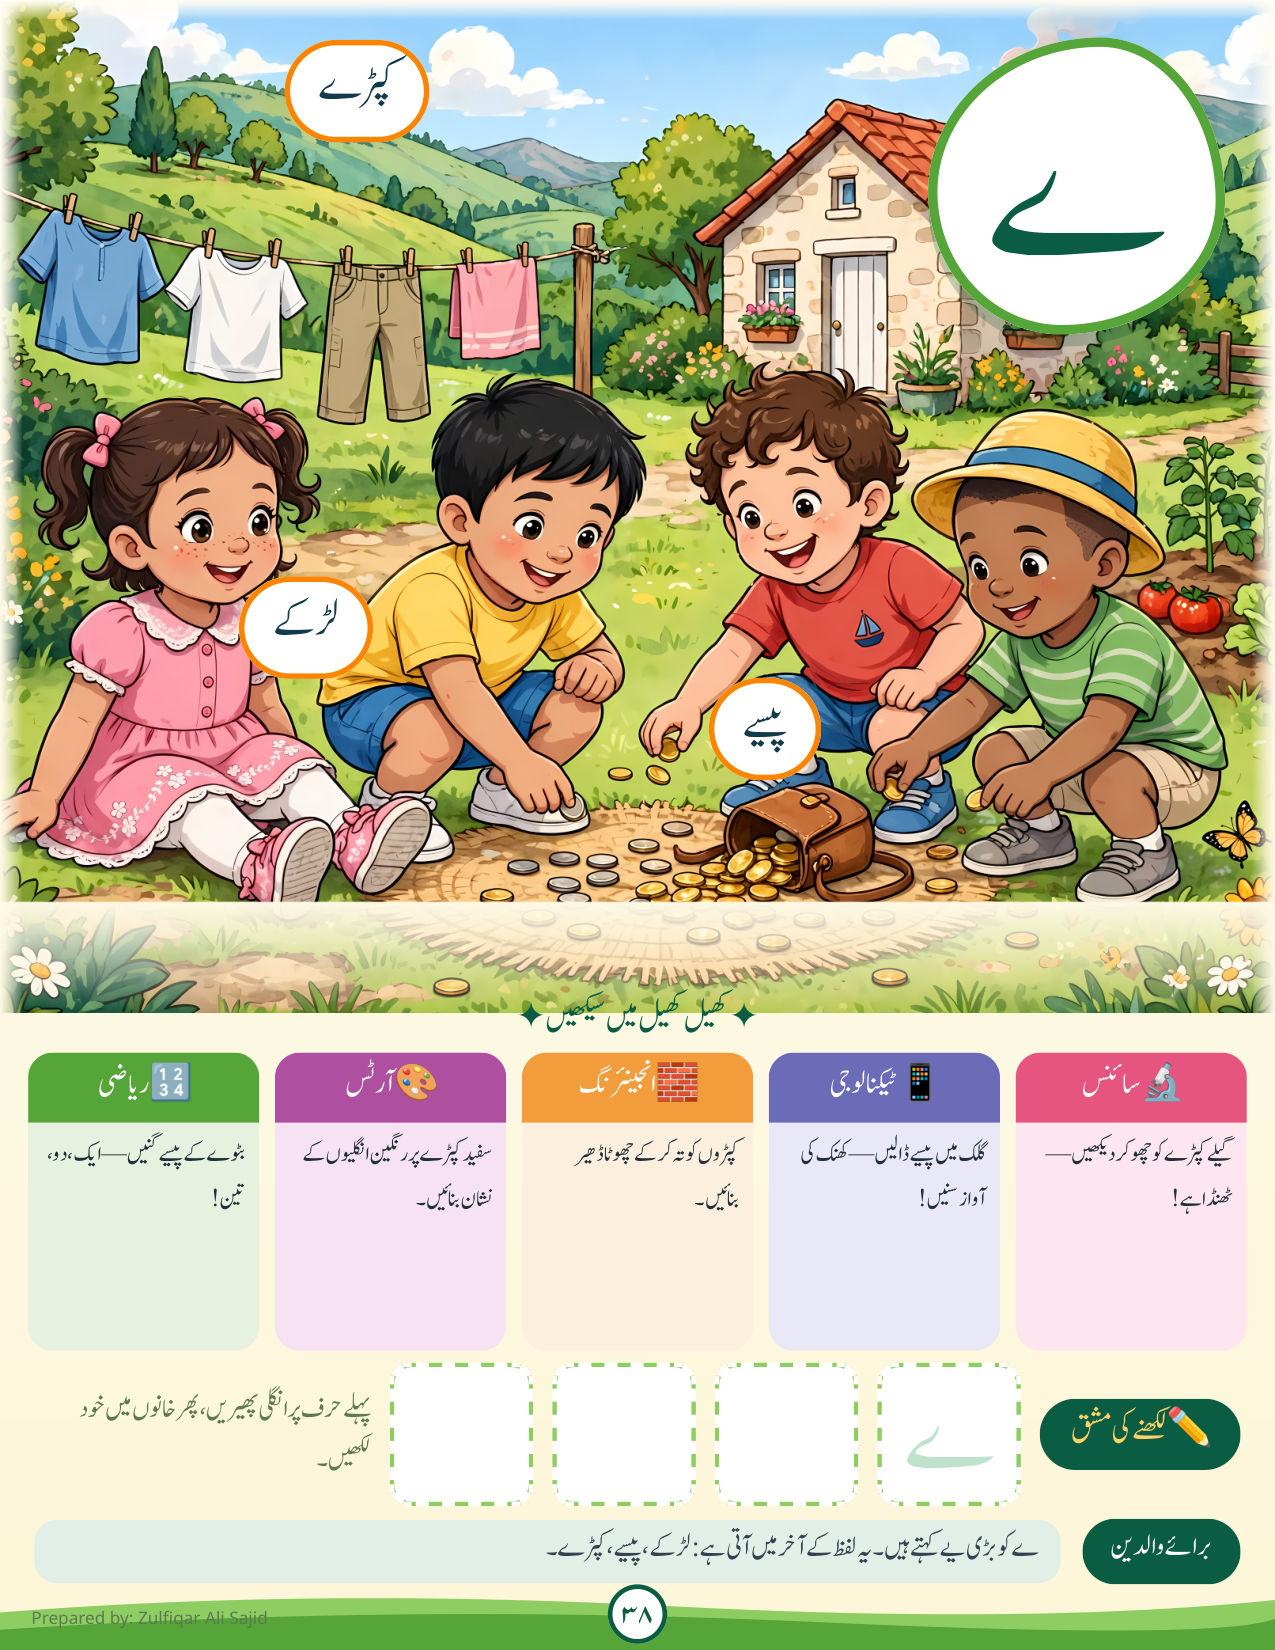 کپڑے
ے
لڑکے
پیسے
✦ کھیل کھیل میں سیکھیں ✦
🔬 سائنس
گیلے کپڑے کو چھو کر دیکھیں—
ٹھنڈا ہے!
📱 ٹیکنالوجی
گلک میں پیسے ڈالیں—کھنک کی
آواز سنیں!
🧱 انجینئرنگ
کپڑوں کو تہ کر کے چھوٹا ڈھیر
بنائیں۔
🎨 آرٹس
سفید کپڑے پر رنگین انگلیوں کے
نشان بنائیں۔
🔢 ریاضی
بٹوے کے پیسے گنیں—ایک، دو،
تین!
✏️ لکھنے کی مشق
ے
پہلے حرف پر انگلی پھیریں، پھر خانوں میں خود
لکھیں۔
برائے والدین
ے کو بڑی یے کہتے ہیں۔ یہ لفظ کے آخر میں آتی ہے: لڑکے، پیسے، کپڑے۔
Prepared by: Zulfiqar Ali Sajid
۳۸